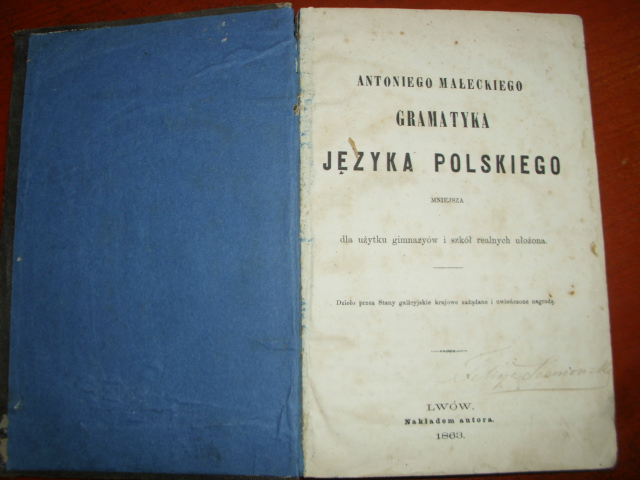 ANTONIEGO MAŁECKIEGO
GRAMATYKA
JĘZYKA POLSKIEGO
MNIEJSZA
dla użytku gimnazyów i szkół realnych ułożona.
Dzieło przez Stany galicyjskie krajowe zażądane i uwieńczone nagrodą.
LWÓW.
Nakładem autora.
1863.